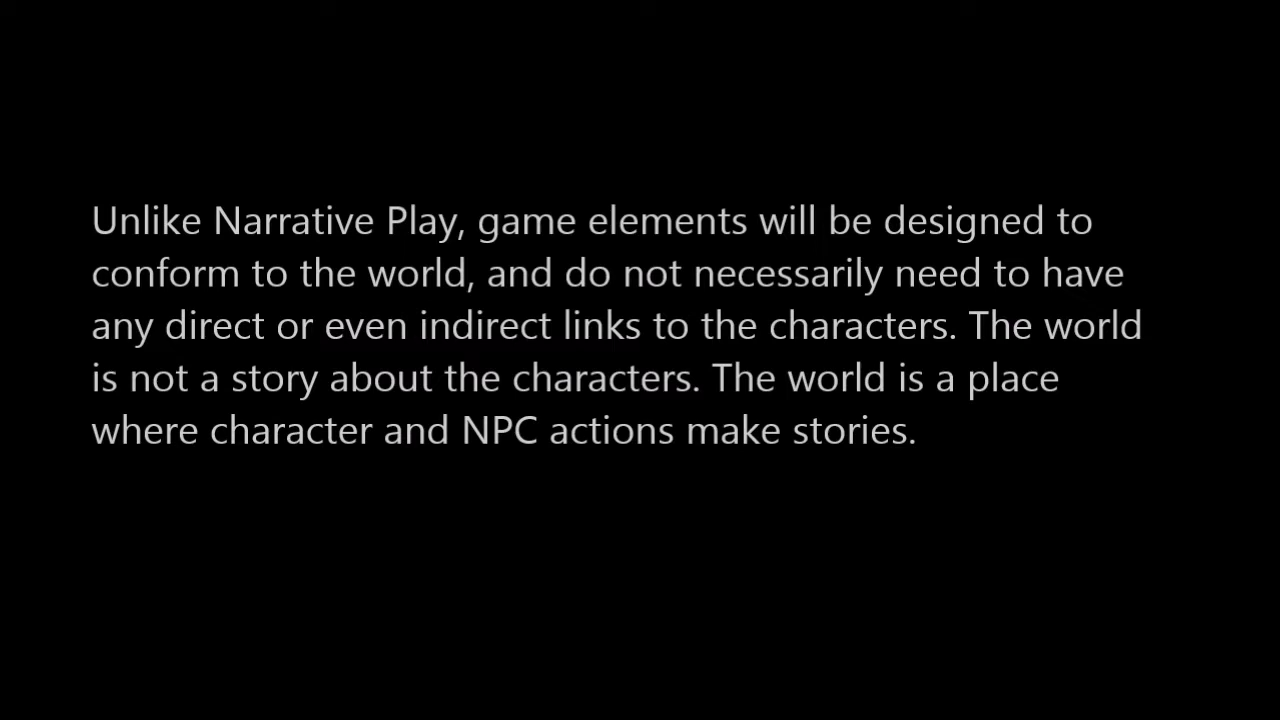 Unlike Narrative Play, game elements will be designed to
conform to the world, and do not necessarily need to have
any direct or even indirect links to the characters. The world
is not a story about the characters. The world is a place
where character and NPC actions make stories.